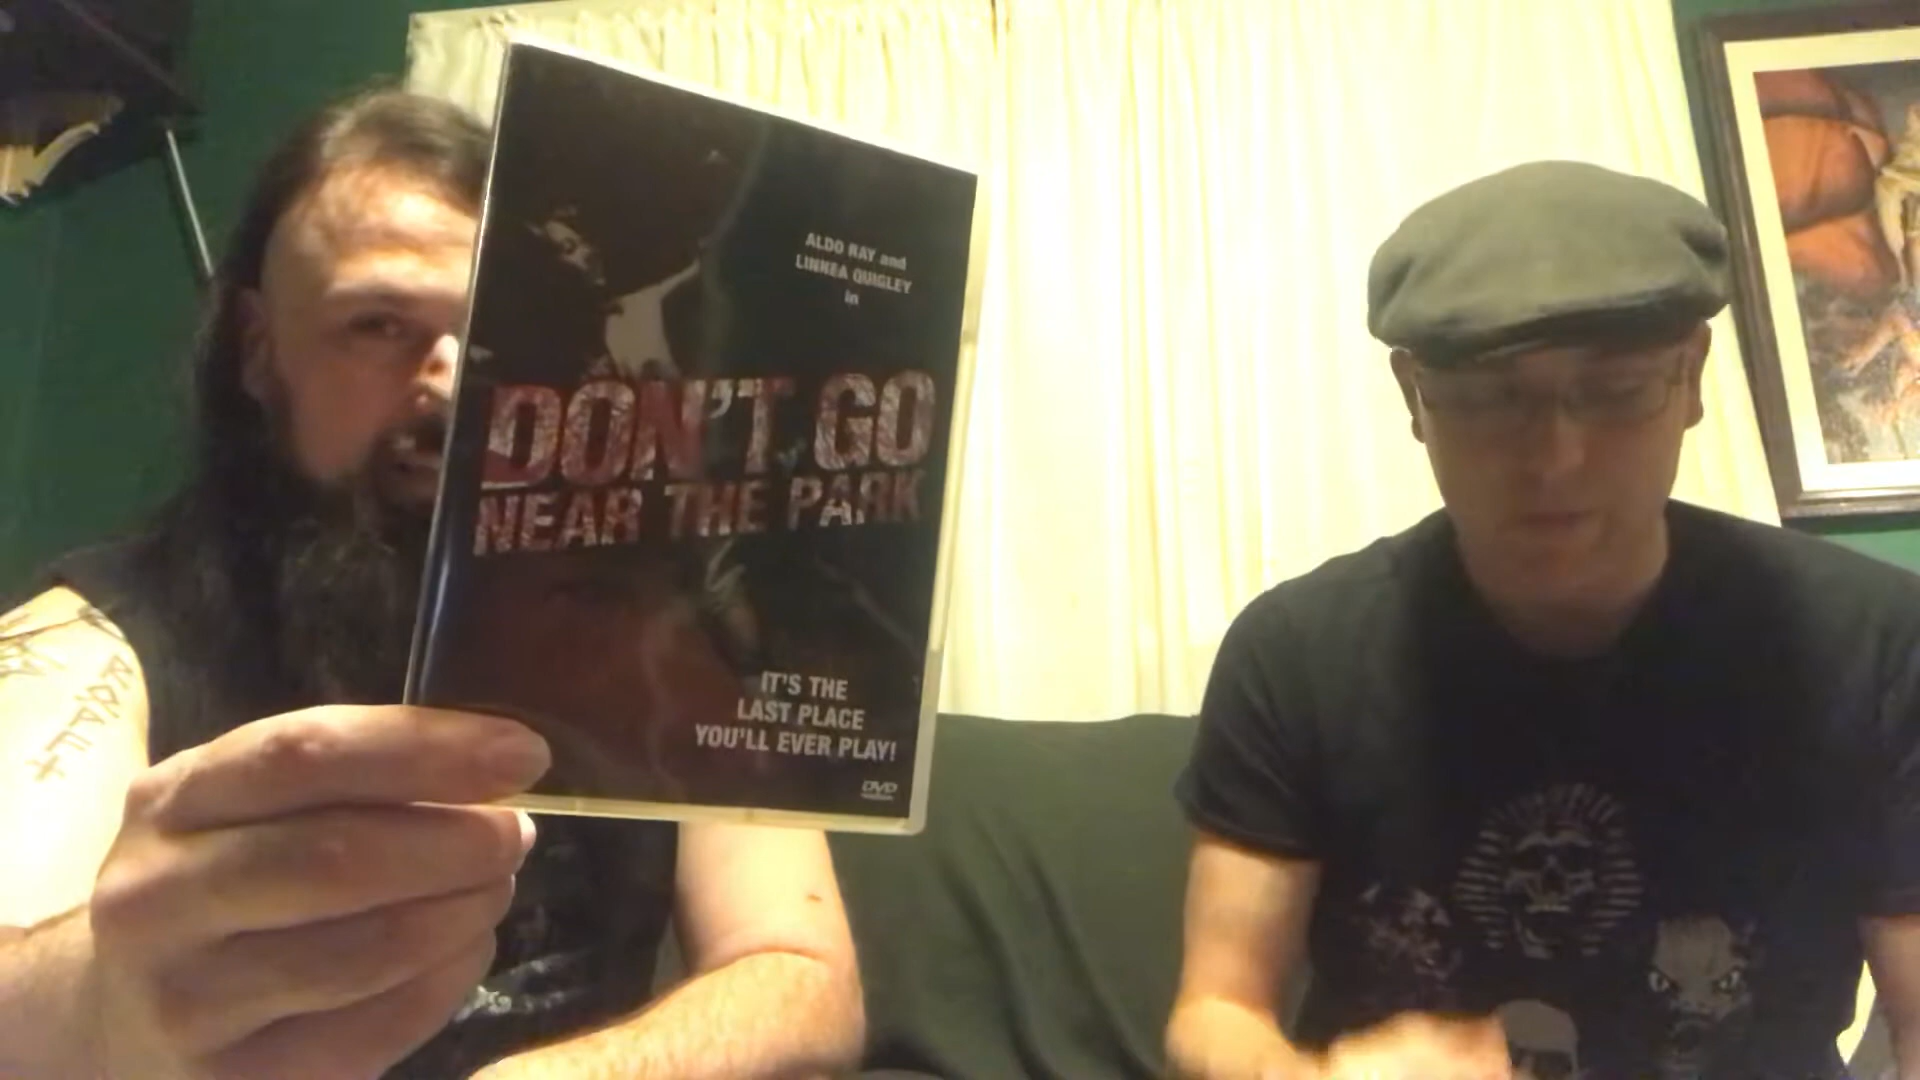 ALDO RAY and
LINNEA QUIGLEY
in
DON'T GO
NEAR THE PARK
IT'S THE
LAST PLACE
YOU'LL EVER PLAY!
DVD